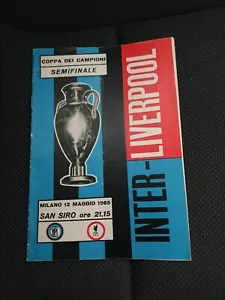 COPPA DEI CAMPIONI
SEMIFINALE
MILANO 12 MAGGIO 1965
SAN SIRO ore 21,15
INTER-LIVERPOOL